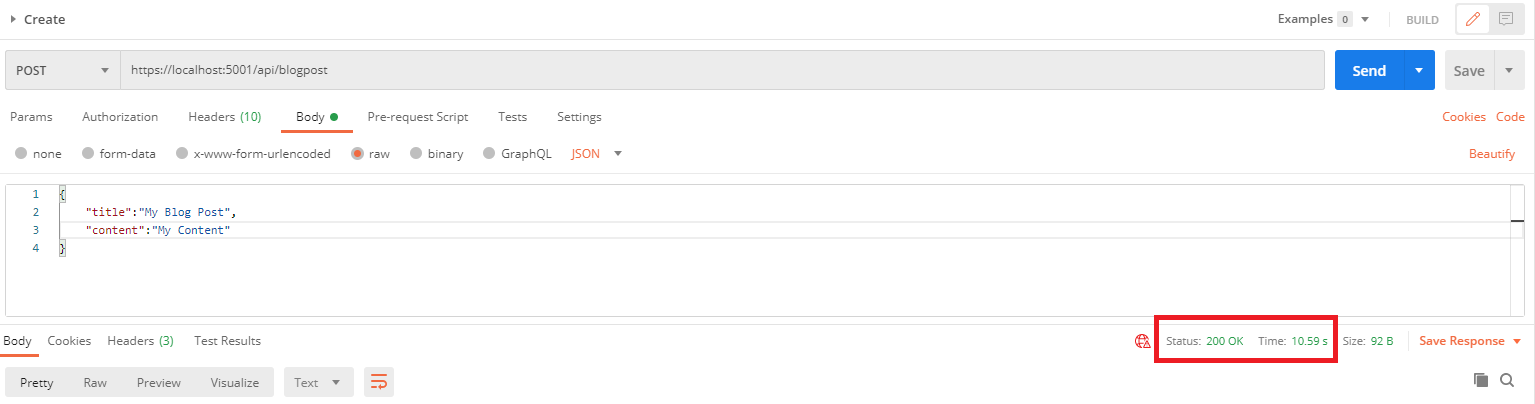 Create Examples 0 BUILD
POST https://localhost:5001/api/blogpost Send Save
Params Authorization Headers (10) Body Pre-request Script Tests Settings Cookies Code
none form-data x-www-form-urlencoded raw binary GraphQL JSON Beautify
1 {
2 "title":"My Blog Post",
3 "content":"My Content"
4 }
Body Cookies Headers (3) Test Results Status: 200 OK Time: 10.59 s Size: 92 B Save Response
Pretty Raw Preview Visualize Text